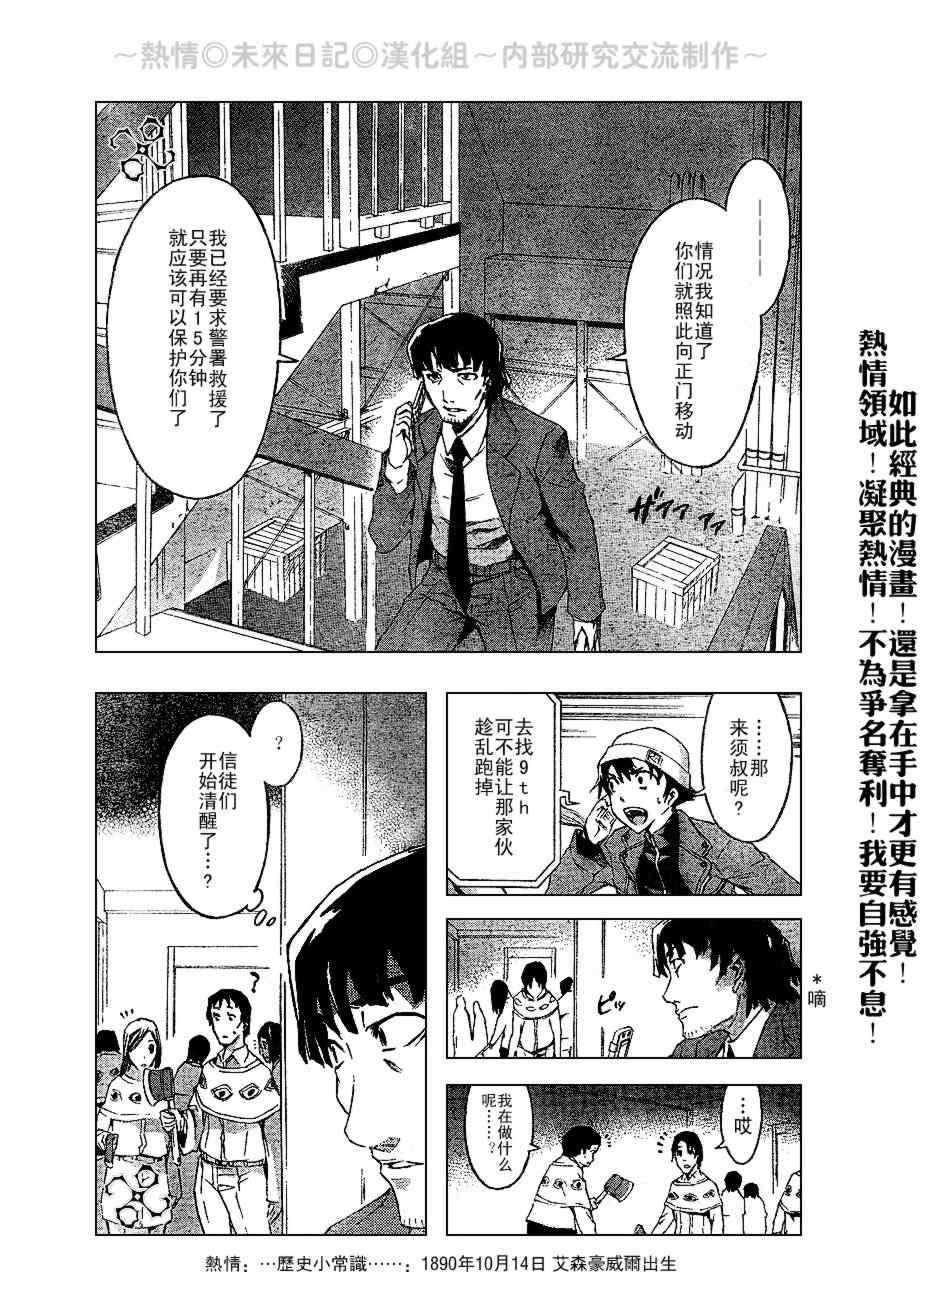 ～熱情◎未來日記◎漢化組～内部研究交流制作～
————
情况我知道了
你们就照此向正门移动
我已经要求警署救援了
只要再有15分钟
就应该可以保护你们了
ガガガッ
如此經典的漫畫！還是拿在手中才更有感覺！
熱情領域！凝聚熱情！不為爭名奪利！我要自強不息！
……那
来须叔呢？
去找9th
可不能让那家伙
趁乱跑掉
ピッ
*嘀
…哎
我在做什么
呢……？
？
信徒们
开始清醒
了…？
?
熱情：…歷史小常識……：1890年10月14日 艾森豪威爾出生